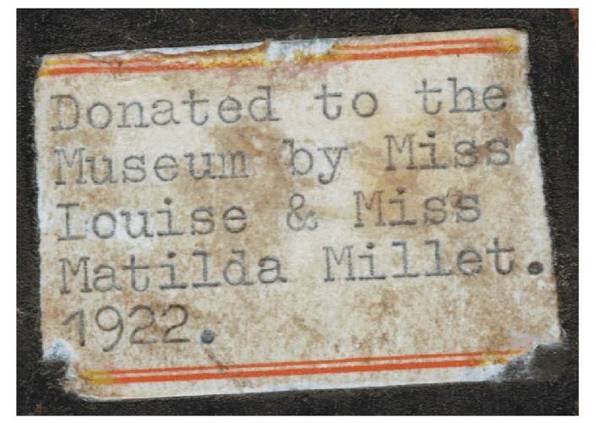 Donated to the
Museum by Miss
Louise & Miss
Matilda Millet.
1922.